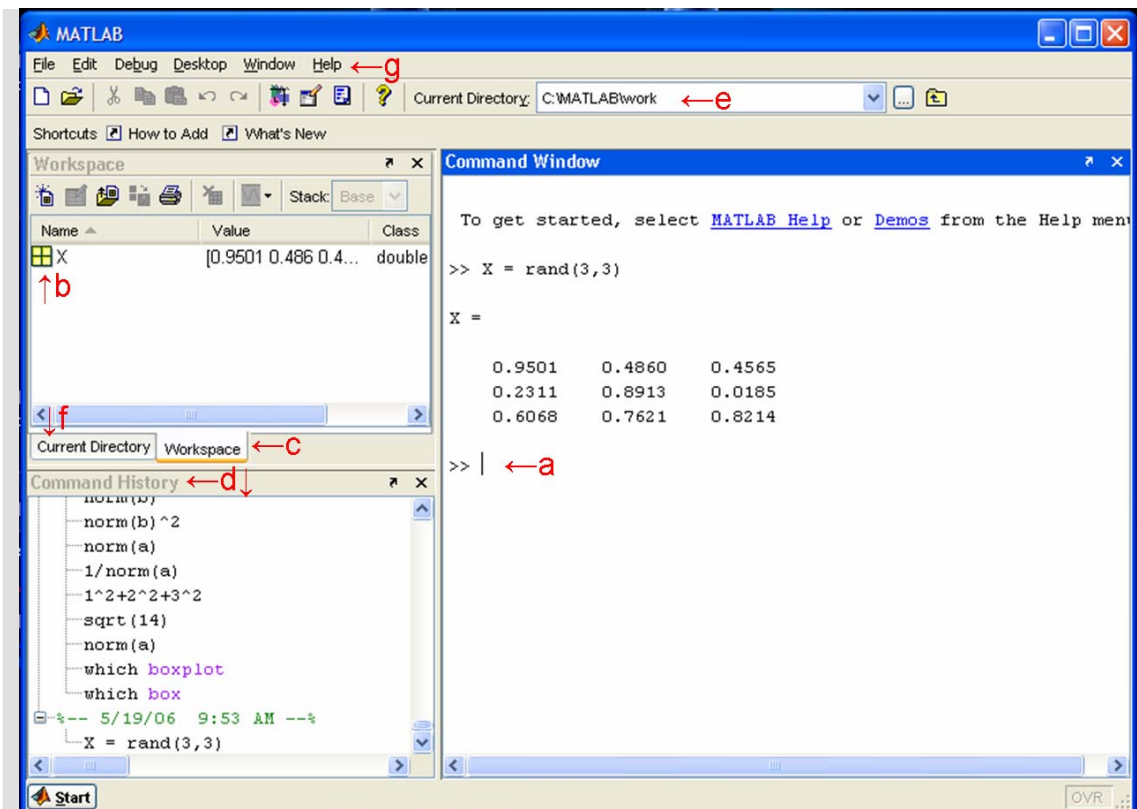 MATLAB
File Edit Debug Desktop Window Help ←g
Current Directory: C:\MATLAB\work ←e
Shortcuts How to Add What's New
Workspace
Stack: Base
Name Value Class
X [0.9501 0.486 0.4... double
↑b
↓f
Current Directory Workspace ←c
Command History ←d↓
norm(b)
norm(b)^2
norm(a)
1/norm(a)
1^2+2^2+3^2
sqrt(14)
norm(a)
which boxplot
which box
%-- 5/19/06 9:53 AM --%
X = rand(3,3)
Command Window
To get started, select MATLAB Help or Demos from the Help menu
>> X = rand(3,3)
X =
0.9501 0.4860 0.4565
0.2311 0.8913 0.0185
0.6068 0.7621 0.8214
>> ←a
Start
OVR